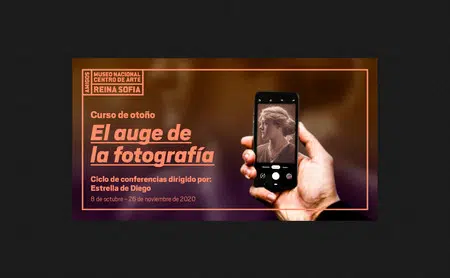 AMIGOS
MUSEO NACIONAL
CENTRO DE ARTE
REINA SOFIA
Curso de otoño
El auge de
la fotografía
Ciclo de conferencias dirigido por:
Estrella de Diego
8 de octubre - 26 de noviembre de 2020